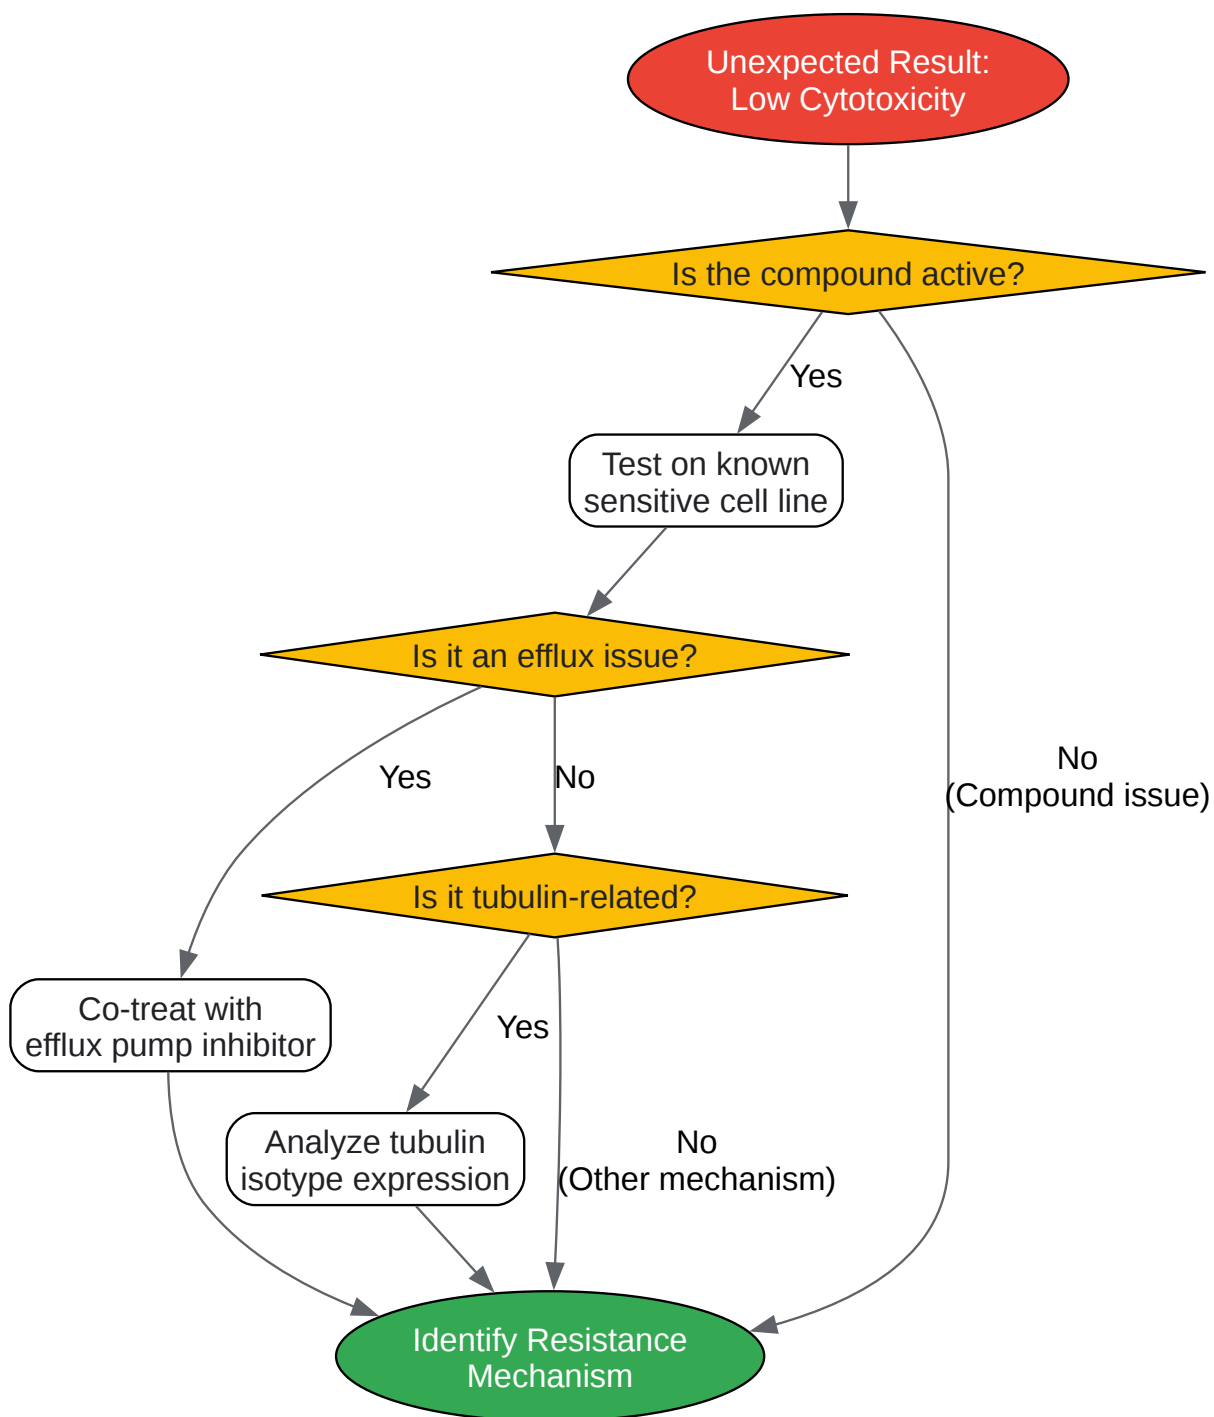 Unexpected Result:
Low Cytotoxicity
Is the compound active?
Yes
Test on known
sensitive cell line
Is it an efflux issue?
No
(Compound issue)
Yes
No
Is it tubulin-related?
Co-treat with
efflux pump inhibitor
Yes
Analyze tubulin
isotype expression
No
(Other mechanism)
Identify Resistance
Mechanism